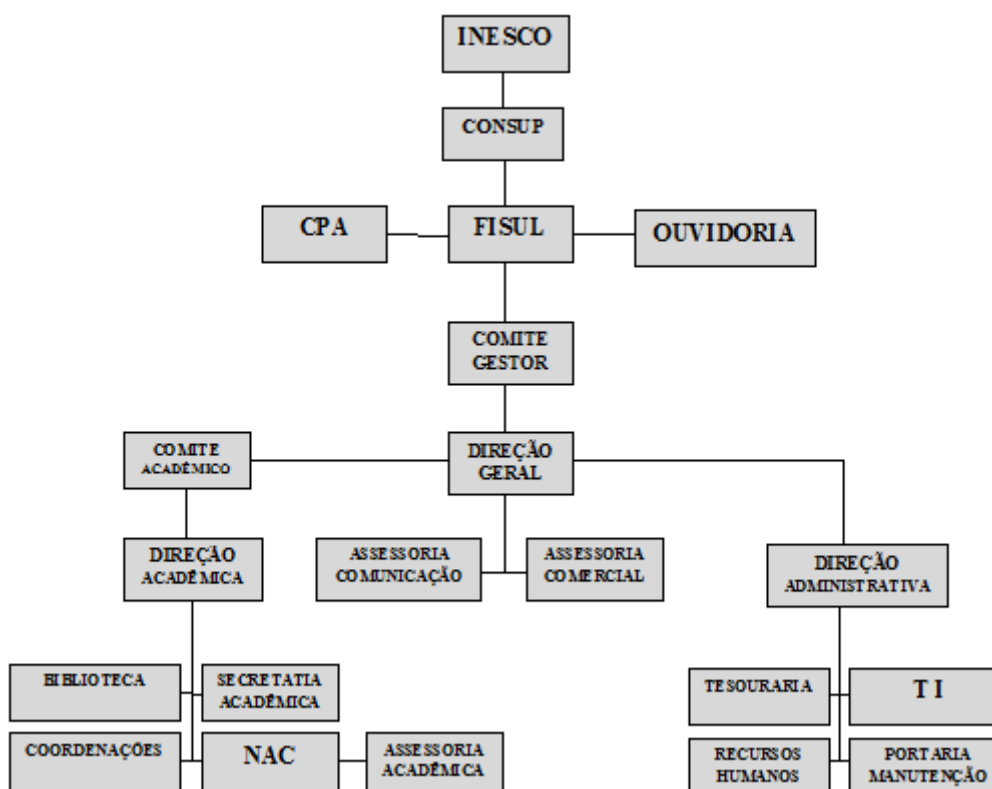 INESCO
CONSUP
CPA
FISUL
OUVIDORIA
COMITE
GESTOR
COMITE
ACADÊMICO
DIREÇÃO
GERAL
DIREÇÃO
ACADÊMICA
ASSESSORIA
COMUNICAÇÃO
ASSESSORIA
COMERCIAL
DIREÇÃO
ADMINISTRATIVA
BIBLIOTECA
SECRETATIA
ACADÊMICA
TESOURARIA
T I
COORDENAÇÕES
NAC
ASSESSORIA
ACADÊMICA
RECURSOS
HUMANOS
PORTARIA
MANUTENÇÃO